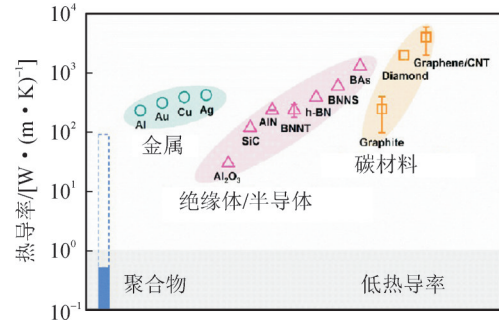 热导率/[W·(m·K)⁻¹]
10⁴
10³
10²
10¹
10⁰
10⁻¹
Al
Au
Cu
Ag
金属
Al₂O₃
SiC
AlN
BNNT
h-BN
BNNS
BAs
绝缘体/半导体
Graphite
Diamond
Graphene/CNT
碳材料
聚合物
低热导率